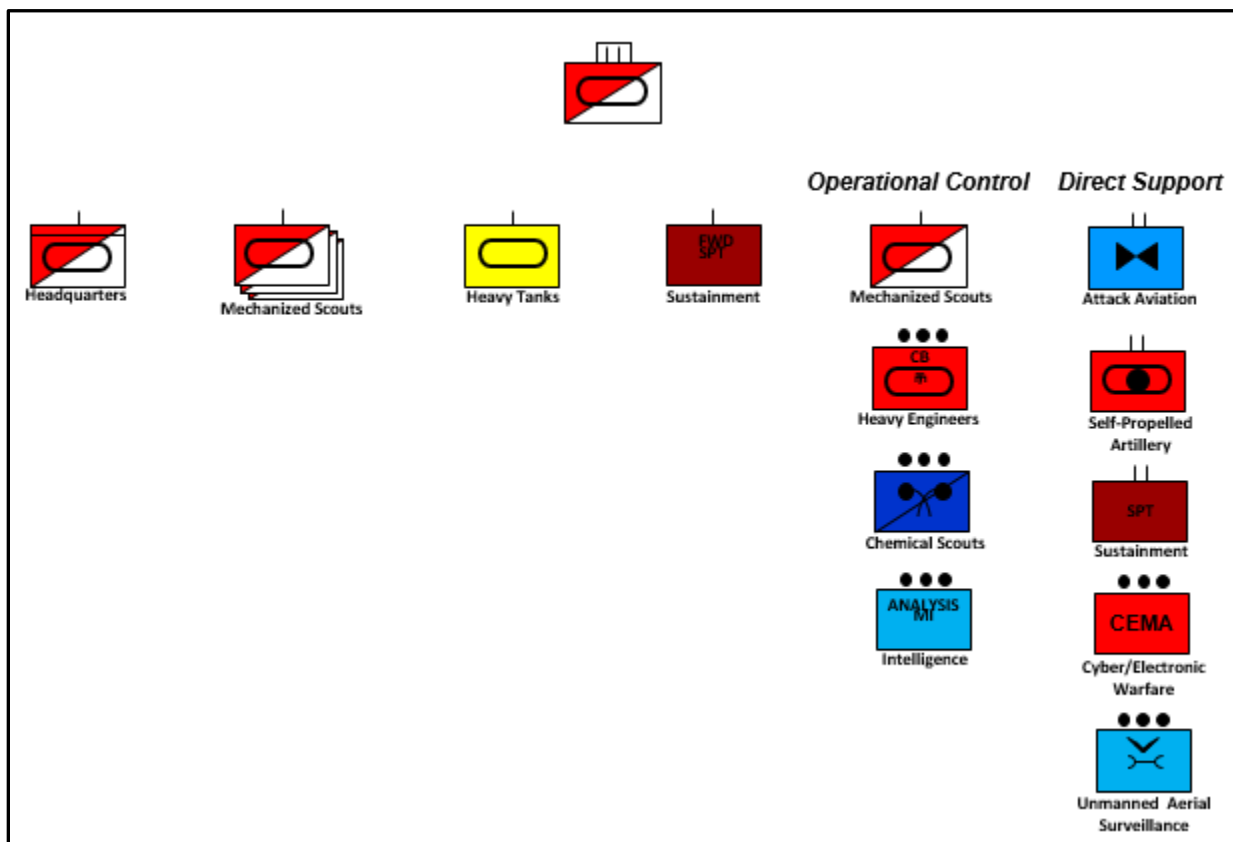 Operational Control
Direct Support
Headquarters
Mechanized Scouts
Heavy Tanks
FWD
SPT
Sustainment
Mechanized Scouts
Attack Aviation
CB
Heavy Engineers
Self-Propelled
Artillery
Chemical Scouts
SPT
Sustainment
ANALYSIS
MI
Intelligence
CEMA
Cyber/Electronic
Warfare
Unmanned Aerial
Surveillance